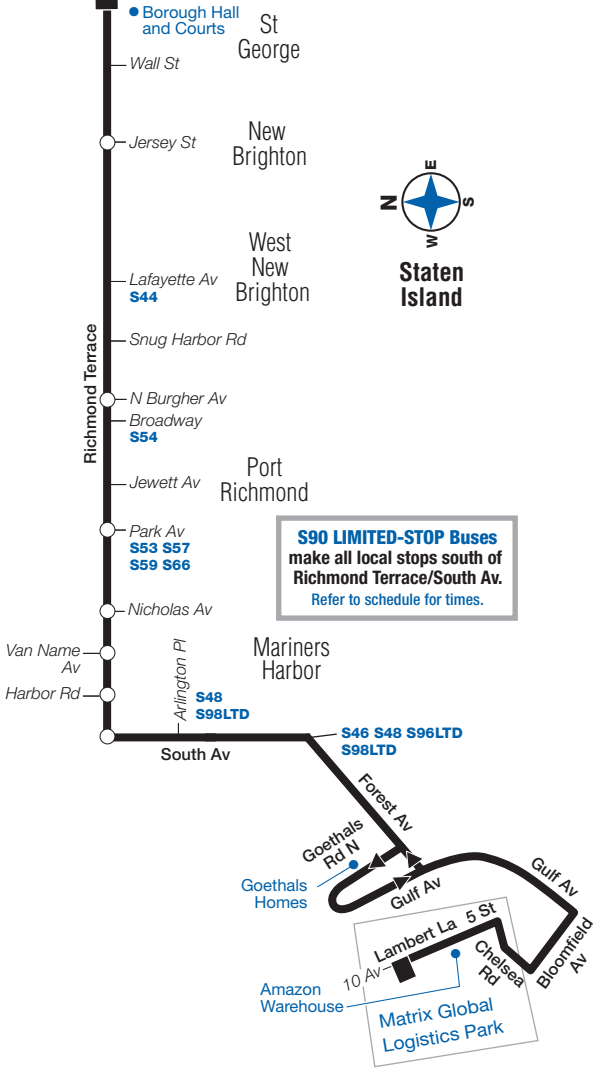 Borough Hall
and Courts
St
George
Wall St
Jersey St
New
Brighton
N
E
S
W
Staten
Island
West
New
Brighton
Lafayette Av
S44
Snug Harbor Rd
Richmond Terrace
N Burgher Av
Broadway
S54
Jewett Av
Port
Richmond
Park Av
S53 S57
S59 S66
S90 LIMITED-STOP Buses
make all local stops south of
Richmond Terrace/South Av.
Refer to schedule for times.
Nicholas Av
Van Name
Av
Harbor Rd
Arlington Pl
Mariners
Harbor
S48
S98LTD
South Av
S46 S48 S96LTD
S98LTD
Forest Av
Goethals
Rd N
Goethals
Homes
Gulf Av
Gulf Av
Bloomfield
Av
Lambert La
5 St
Chelsea
Rd
10 Av
Amazon
Warehouse
Matrix Global
Logistics Park